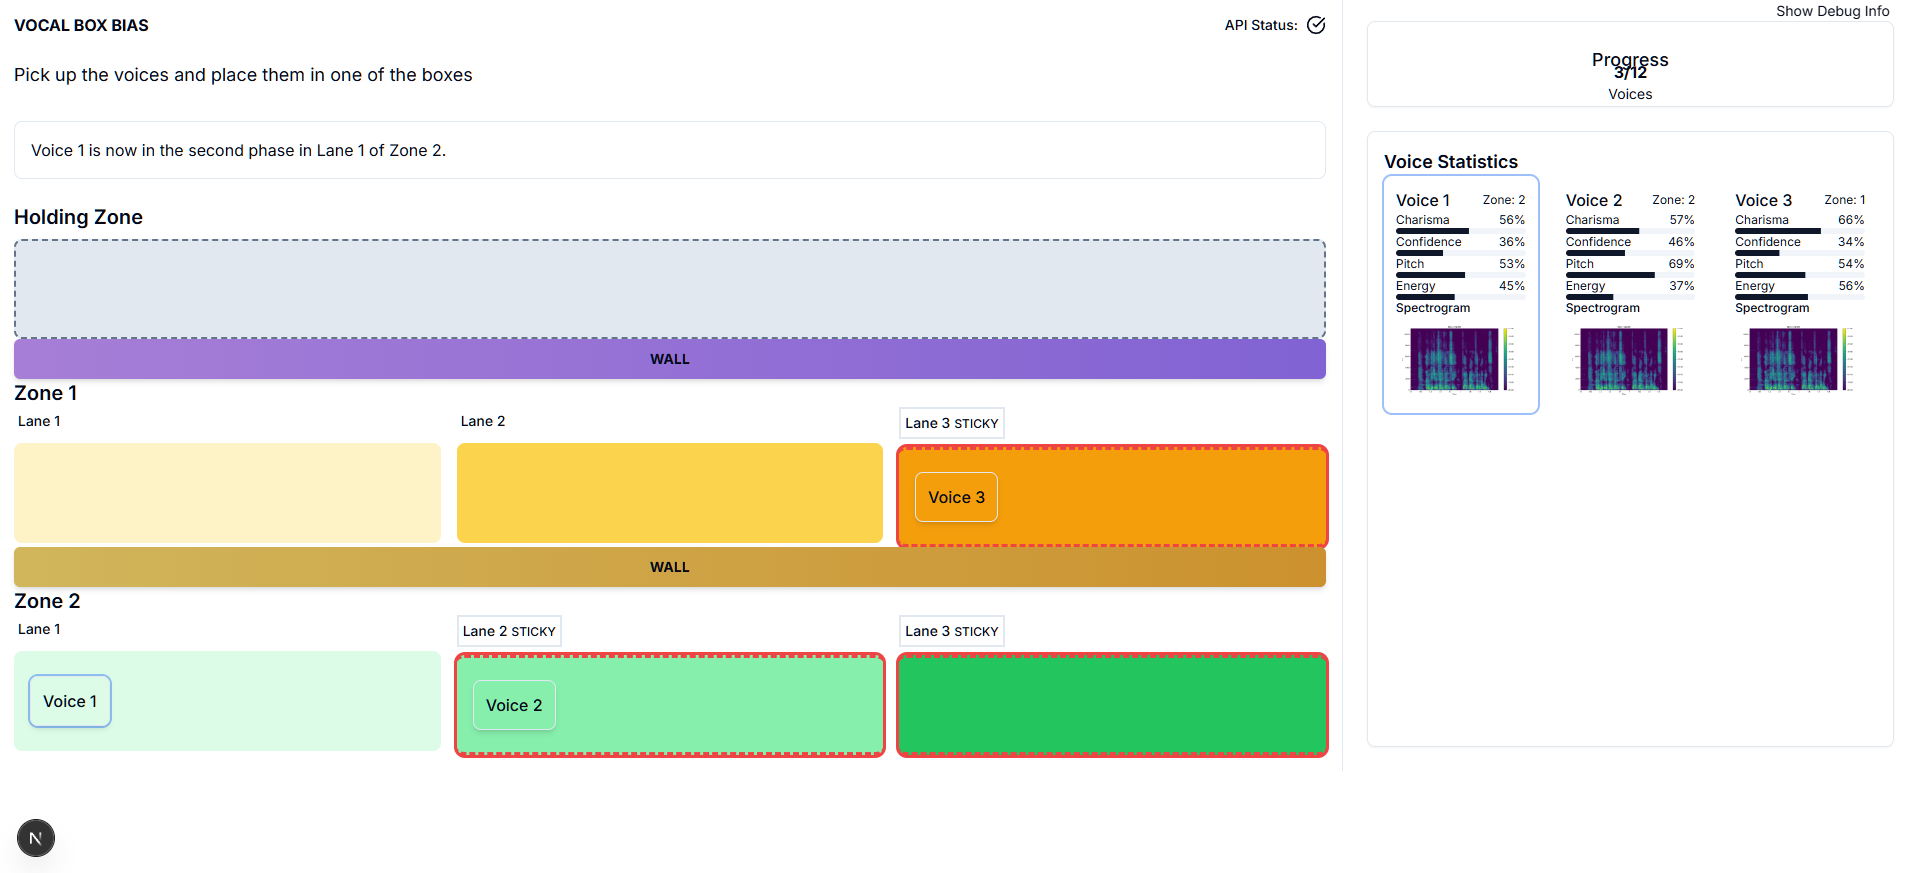 VOCAL BOX BIAS
API Status:
Pick up the voices and place them in one of the boxes
Voice 1 is now in the second phase in Lane 1 of Zone 2.
Holding Zone
WALL
Zone 1
Lane 1
Lane 2
Lane 3 STICKY
Voice 3
WALL
Zone 2
Lane 1
Lane 2 STICKY
Lane 3 STICKY
Voice 1
Voice 2
N
Show Debug Info
Progress
3/12
Voices
Voice Statistics
Voice 1 Zone: 2
Charisma 56%
Confidence 36%
Pitch 53%
Energy 45%
Spectrogram
Voice 2 Zone: 2
Charisma 57%
Confidence 46%
Pitch 69%
Energy 37%
Spectrogram
Voice 3 Zone: 1
Charisma 66%
Confidence 34%
Pitch 54%
Energy 56%
Spectrogram